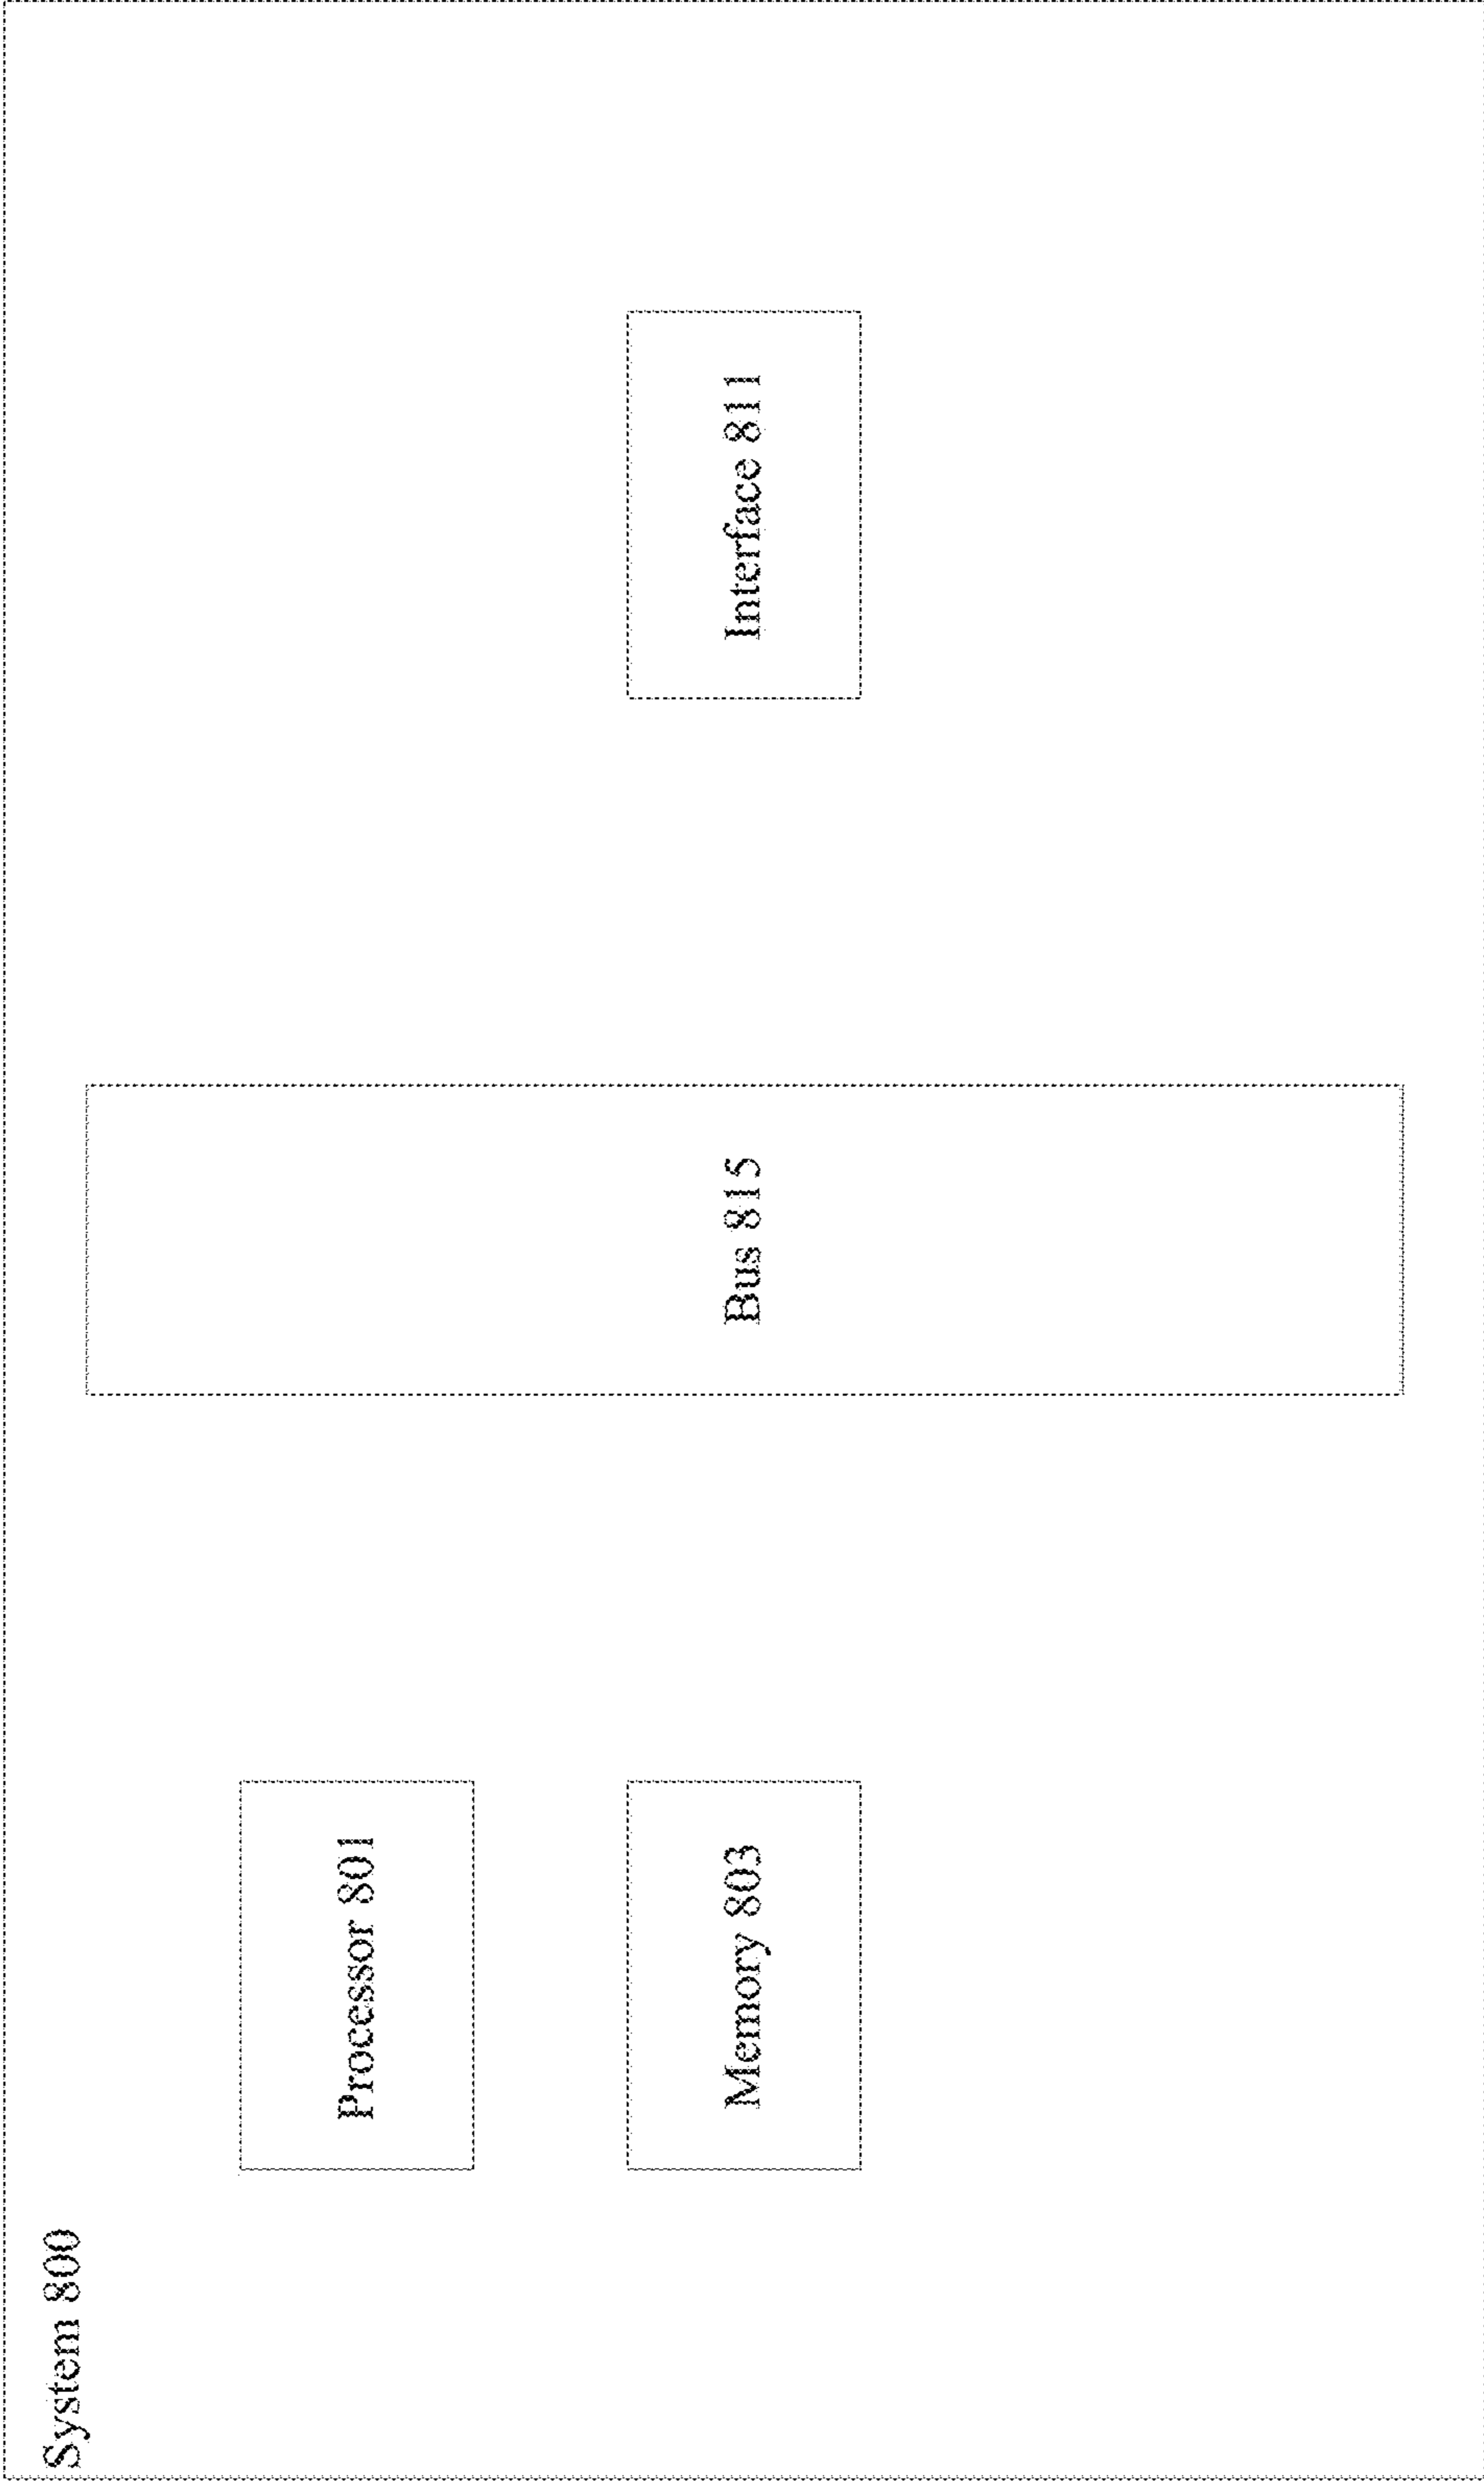 System 800
Processor 801
Memory 803
Bus 815
Interface 811